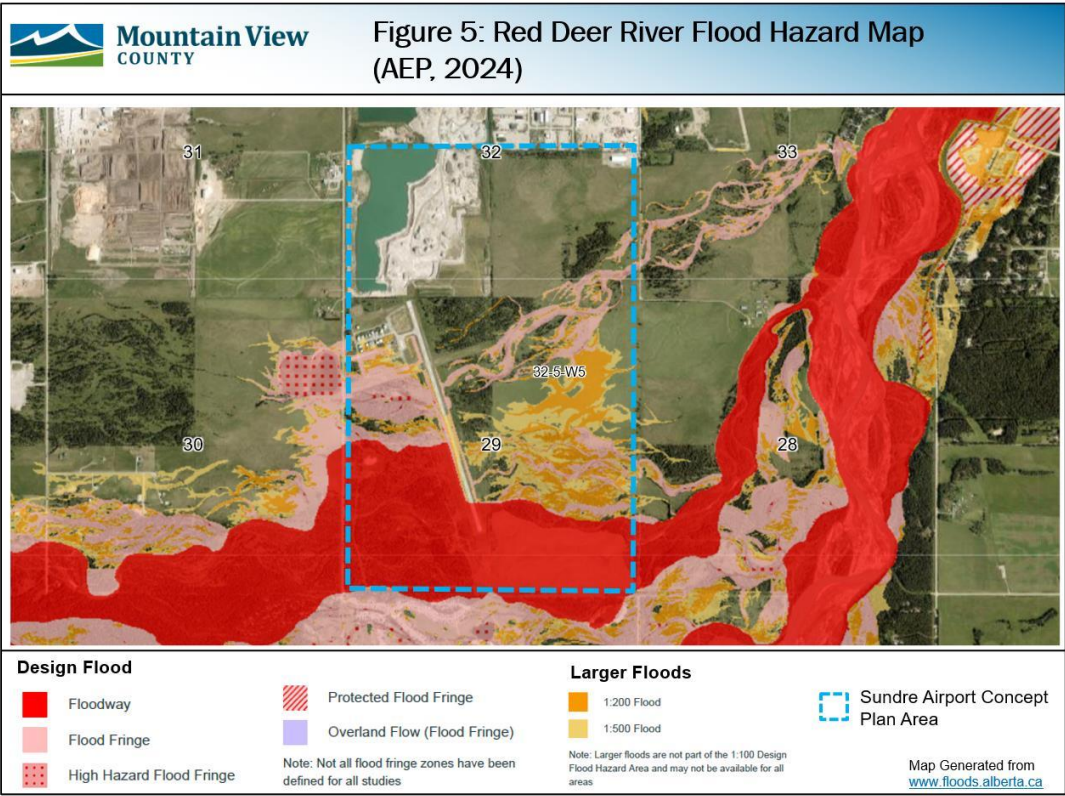 Mountain View
COUNTY
Figure 5: Red Deer River Flood Hazard Map
(AEP, 2024)
31
32
33
32-5-W5
30
29
28
Design Flood
Floodway
Flood Fringe
High Hazard Flood Fringe
Protected Flood Fringe
Overland Flow (Flood Fringe)
Note: Not all flood fringe zones have been
defined for all studies
Larger Floods
1:200 Flood
1:500 Flood
Note: Larger floods are not part of the 1:100 Design
Flood Hazard Area and may not be available for all
areas
Sundre Airport Concept
Plan Area
Map Generated from
www.floods.alberta.ca